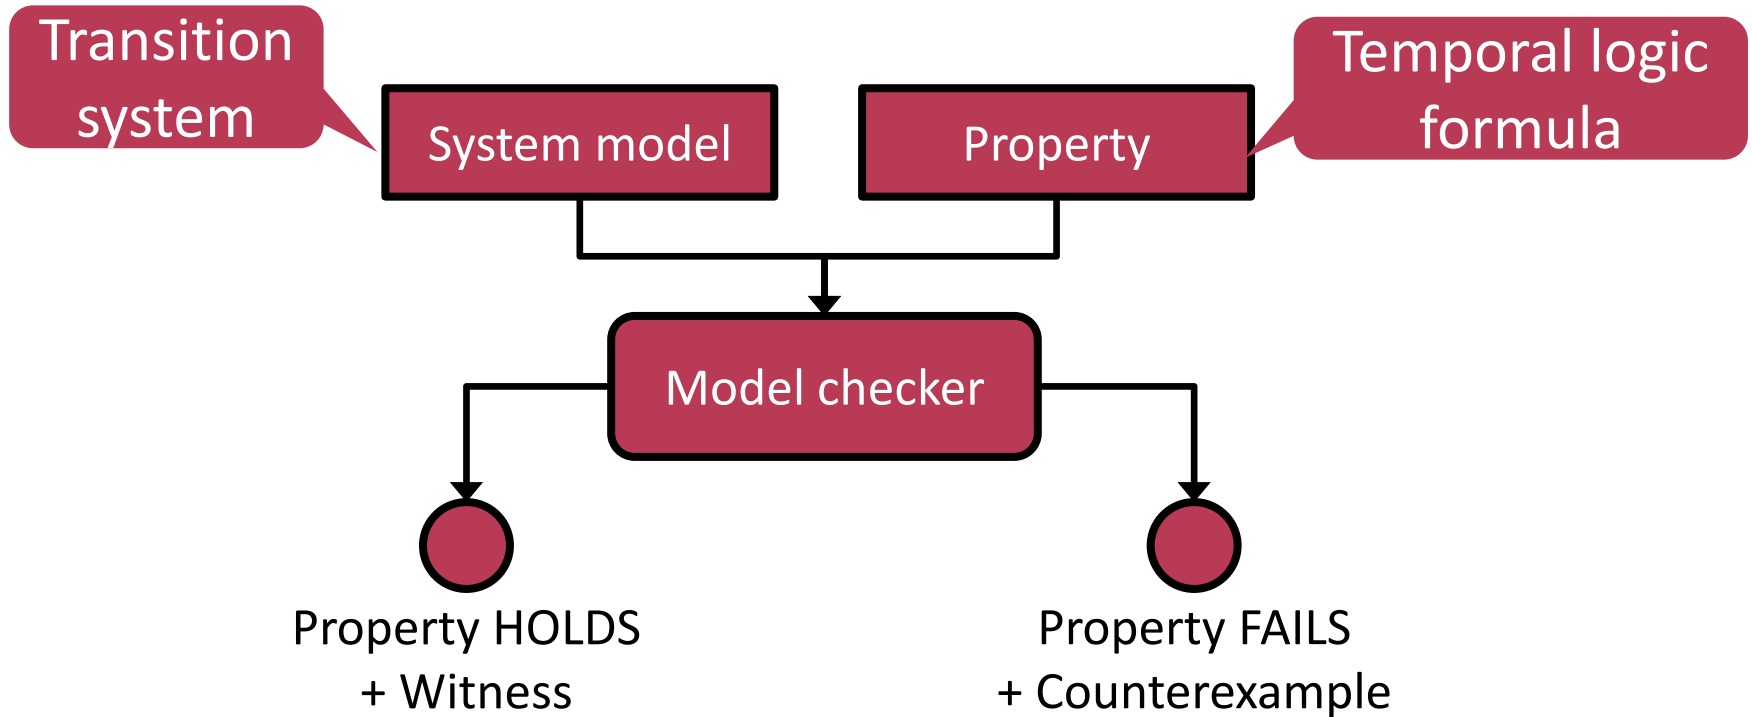 Transition
system
System model
Property
Temporal logic
formula
Model checker
Property HOLDS
+ Witness
Property FAILS
+ Counterexample